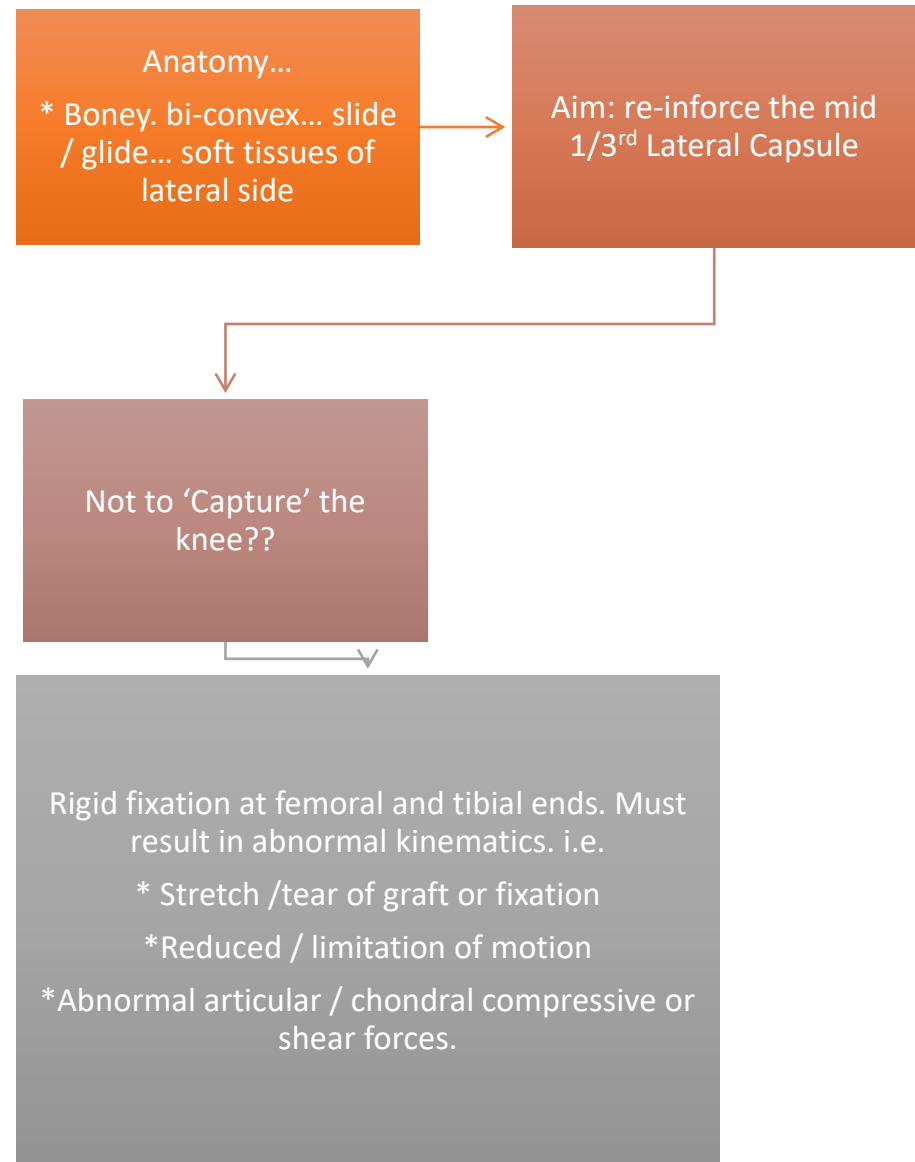 Anatomy…
* Boney. bi-convex… slide
/ glide… soft tissues of
lateral side
Aim: re-inforce the mid
1/3rd Lateral Capsule
Not to ‘Capture’ the
knee??
Rigid fixation at femoral and tibial ends. Must
result in abnormal kinematics. i.e.
* Stretch /tear of graft or fixation
*Reduced / limitation of motion
*Abnormal articular / chondral compressive or
shear forces.